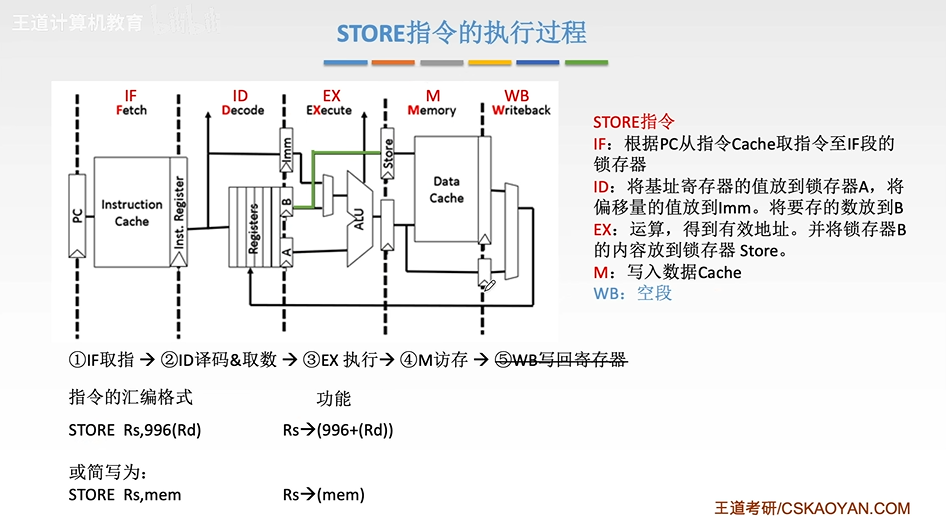 王道计算机教育
STORE指令的执行过程
IF ID EX M WB
Fetch Decode EXecute Memory Writeback
PC
Instruction
Cache
Inst. Register
Registers
Imm
B
A
ALU
Store
Data
Cache
STORE指令
IF：根据PC从指令Cache取指令至IF段的
锁存器
ID：将基址寄存器的值放到锁存器A，将
偏移量的值放到Imm。将要存的数放到B
EX：运算，得到有效地址。并将锁存器B
的内容放到锁存器 Store。
M：写入数据Cache
WB：空段
①IF取指 → ②ID译码&取数 → ③EX 执行→ ④M访存 → ⑤WB写回寄存器
指令的汇编格式 功能
STORE Rs,996(Rd) Rs→(996+(Rd))
或简写为：
STORE Rs,mem Rs→(mem)
王道考研/CSKAOYAN.COM